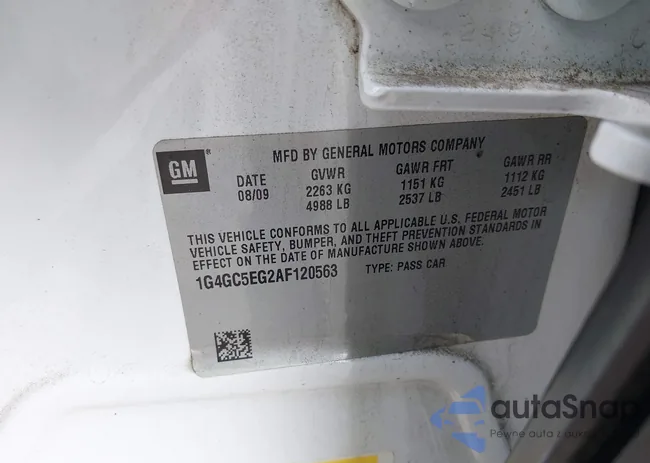 GM
MFD BY GENERAL MOTORS COMPANY
DATE GVWR GAWR FRT GAWR RR
08/09 2263 KG 1151 KG 1112 KG
4988 LB 2537 LB 2451 LB
THIS VEHICLE CONFORMS TO ALL APPLICABLE U.S. FEDERAL MOTOR
VEHICLE SAFETY, BUMPER, AND THEFT PREVENTION STANDARDS IN
EFFECT ON THE DATE OF MANUFACTURE SHOWN ABOVE.
1G4GC5EG2AF120563 TYPE: PASS CAR
autaSnap
Pewne auta z